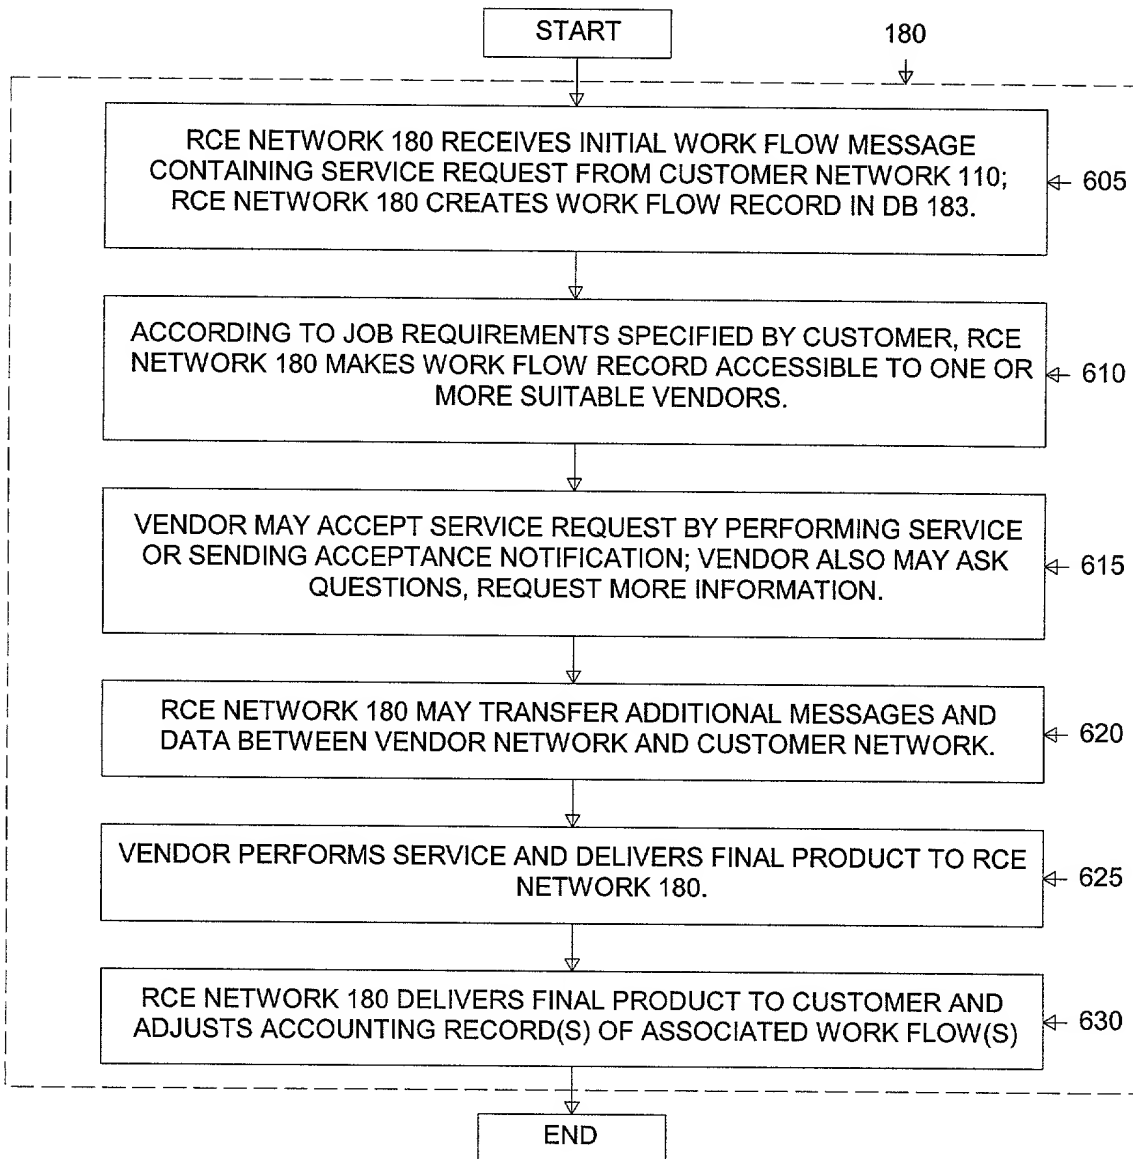 START
180
RCE NETWORK 180 RECEIVES INITIAL WORK FLOW MESSAGE
CONTAINING SERVICE REQUEST FROM CUSTOMER NETWORK 110;
RCE NETWORK 180 CREATES WORK FLOW RECORD IN DB 183.
605
ACCORDING TO JOB REQUIREMENTS SPECIFIED BY CUSTOMER, RCE
NETWORK 180 MAKES WORK FLOW RECORD ACCESSIBLE TO ONE OR
MORE SUITABLE VENDORS.
610
VENDOR MAY ACCEPT SERVICE REQUEST BY PERFORMING SERVICE
OR SENDING ACCEPTANCE NOTIFICATION; VENDOR ALSO MAY ASK
QUESTIONS, REQUEST MORE INFORMATION.
615
RCE NETWORK 180 MAY TRANSFER ADDITIONAL MESSAGES AND
DATA BETWEEN VENDOR NETWORK AND CUSTOMER NETWORK.
620
VENDOR PERFORMS SERVICE AND DELIVERS FINAL PRODUCT TO RCE
NETWORK 180.
625
RCE NETWORK 180 DELIVERS FINAL PRODUCT TO CUSTOMER AND
ADJUSTS ACCOUNTING RECORD(S) OF ASSOCIATED WORK FLOW(S)
630
END